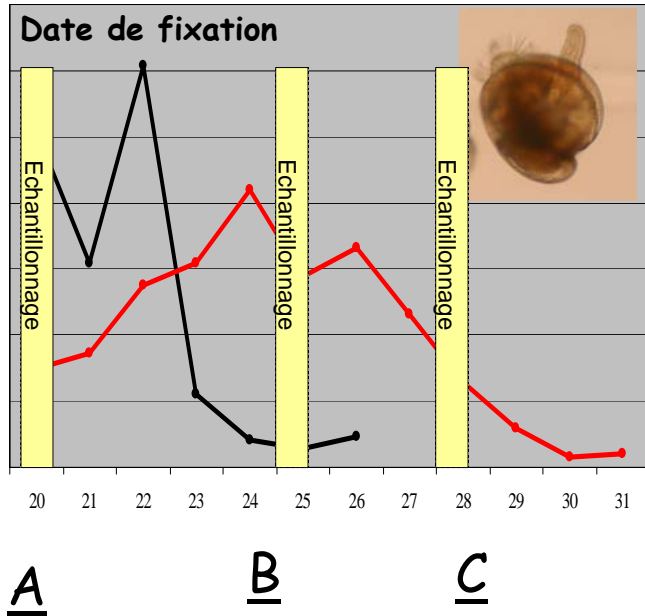 Date de fixation
Echantillonnage
Echantillonnage
Echantillonnage
20 21 22 23 24 25 26 27 28 29 30 31
A B C